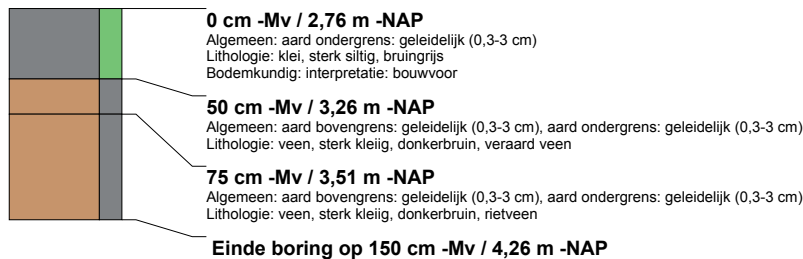 0 cm -Mv / 2,76 m -NAP
Algemeen: aard ondergrens: geleidelijk (0,3-3 cm)
Lithologie: klei, sterk siltig, bruingrijs
Bodemkundig: interpretatie: bouwvoor
50 cm -Mv / 3,26 m -NAP
Algemeen: aard bovengrens: geleidelijk (0,3-3 cm), aard ondergrens: geleidelijk (0,3-3 cm)
Lithologie: veen, sterk kleiig, donkerbruin, veraard veen
75 cm -Mv / 3,51 m -NAP
Algemeen: aard bovengrens: geleidelijk (0,3-3 cm), aard ondergrens: geleidelijk (0,3-3 cm)
Lithologie: veen, sterk kleiig, donkerbruin, rietveen
Einde boring op 150 cm -Mv / 4,26 m -NAP